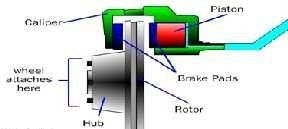 Caliper
Piston
wheel
attaches
here
Brake Pads
Rotor
Hub